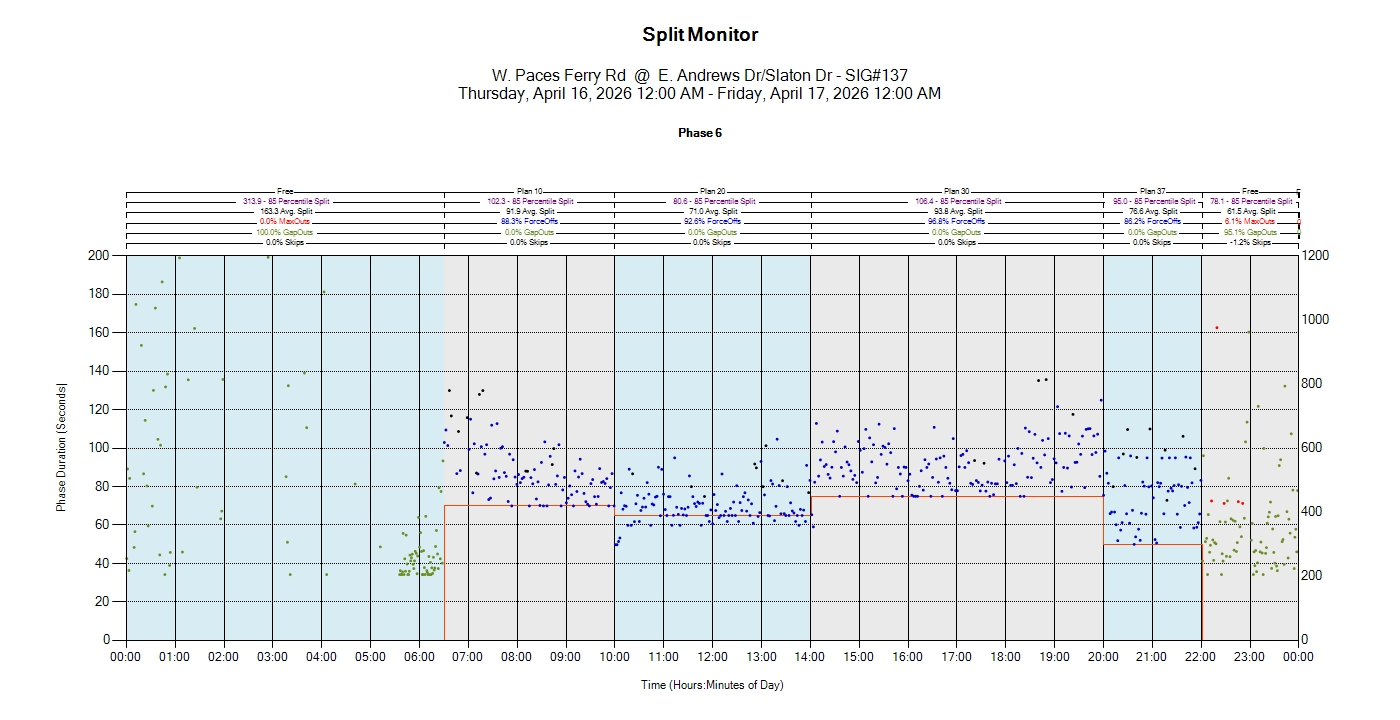 Split Monitor
W. Paces Ferry Rd @ E. Andrews Dr/Slaton Dr - SIG#137
Thursday, April 16, 2026 12:00 AM - Friday, April 17, 2026 12:00 AM
Phase 6
Free Plan 10 Plan 20 Plan 30 Plan 37 Free
313.9 - 85 Percentile Split 102.3 - 85 Percentile Split 80.6 - 85 Percentile Split 106.4 - 85 Percentile Split 95.0 - 85 Percentile Split 78.1 - 85 Percentile Split
163.3 Avg. Split 91.9 Avg. Split 71.0 Avg. Split 93.8 Avg. Split 76.6 Avg. Split 61.5 Avg. Split
0.0% MaxOuts 88.3% ForceOffs 92.6% ForceOffs 96.8% ForceOffs 86.2% ForceOffs 6.1% MaxOuts
100.0% GapOuts 0.0% GapOuts 0.0% GapOuts 0.0% GapOuts 0.0% GapOuts 95.1% GapOuts
0.0% Skips 0.0% Skips 0.0% Skips 0.0% Skips 0.0% Skips -1.2% Skips
200 1200
180
160 1000
140
120 800
100 600
80
60 400
40 200
20
0 0
Phase Duration (Seconds)
00:00 01:00 02:00 03:00 04:00 05:00 06:00 07:00 08:00 09:00 10:00 11:00 12:00 13:00 14:00 15:00 16:00 17:00 18:00 19:00 20:00 21:00 22:00 23:00 00:00
Time (Hours:Minutes of Day)